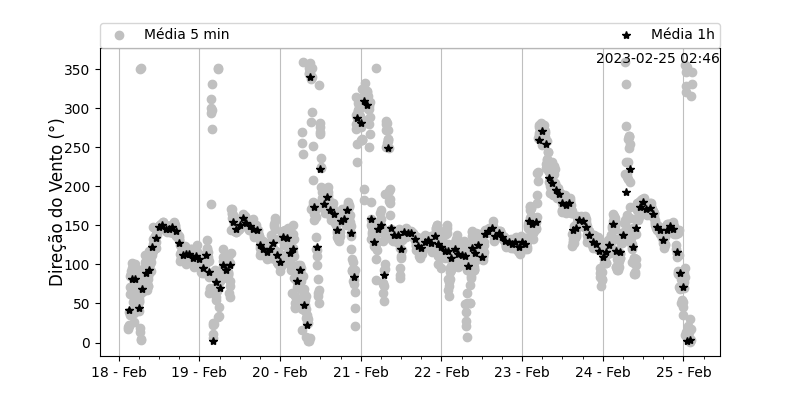 Média 5 min
Média 1h
2023-02-25 02:46
Direção do Vento (°)
350
300
250
200
150
100
50
0
18 - Feb
19 - Feb
20 - Feb
21 - Feb
22 - Feb
23 - Feb
24 - Feb
25 - Feb